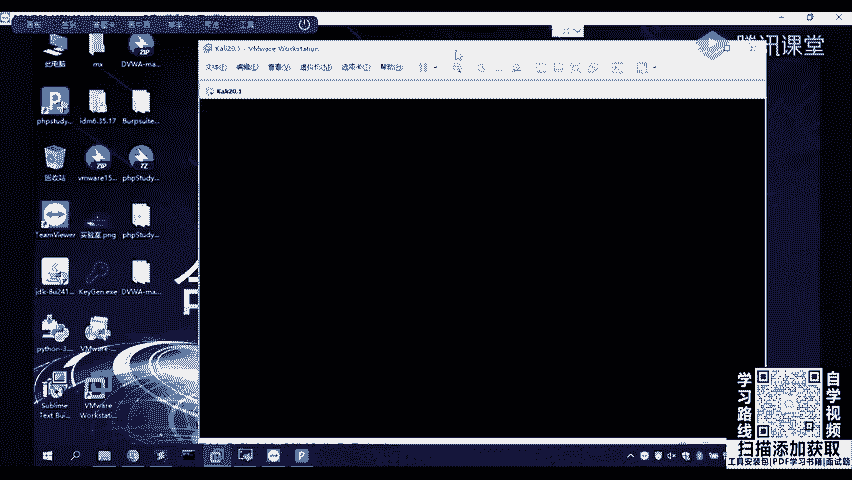 腾讯课堂
Kali20.1 - VMware Workstation
文件(F) 编辑(E) 查看(V) 虚拟机(M) 选项卡(T) 帮助(H)
Kali20.1
此电脑 mx DVWA-ma...
phpstudy... idm6.35.17 Burpsuite...
回收站 vmware15... phpStudy...
TeamViewer 实验室.png phpStudy...
jdk-8u241... KeyGen.exe DVWA-ma...
python-3... VMware-...
Sublime Text Bui... VMware Workstat...
学习路线
自学视频
扫描添加获取
工具安装包|PDF学习书籍|面试题